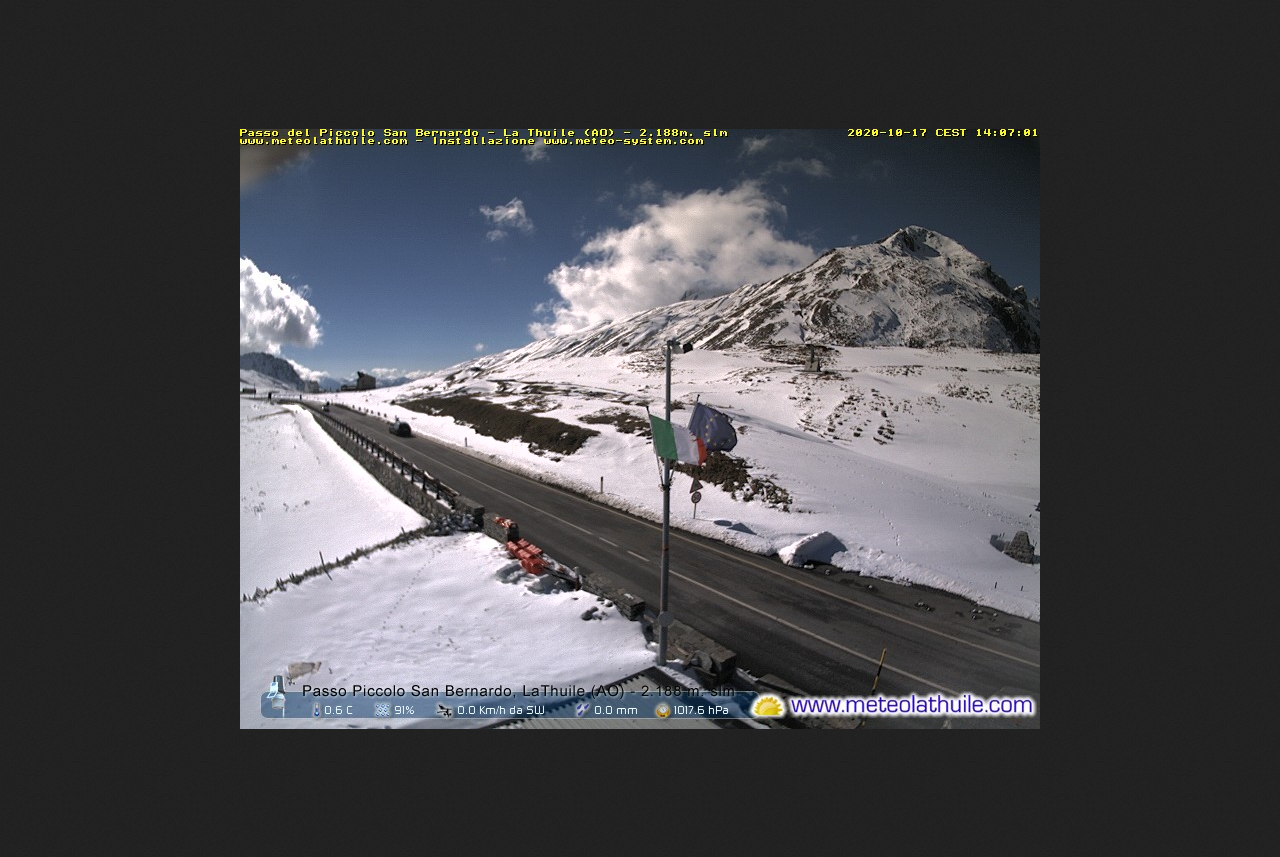 Passo del Piccolo San Bernardo - La Thuile (AO) - 2.188m. slm
2020-10-17 CEST 14:07:01
www.meteolathuile.com - Installazione www.meteo-system.com
Passo Piccolo San Bernardo, LaThuile (AO) - 2.188 m. slm
0.6 C 91% 0.0 Km/h da SW 0.0 mm 1017.6 hPa
www.meteolathuile.com